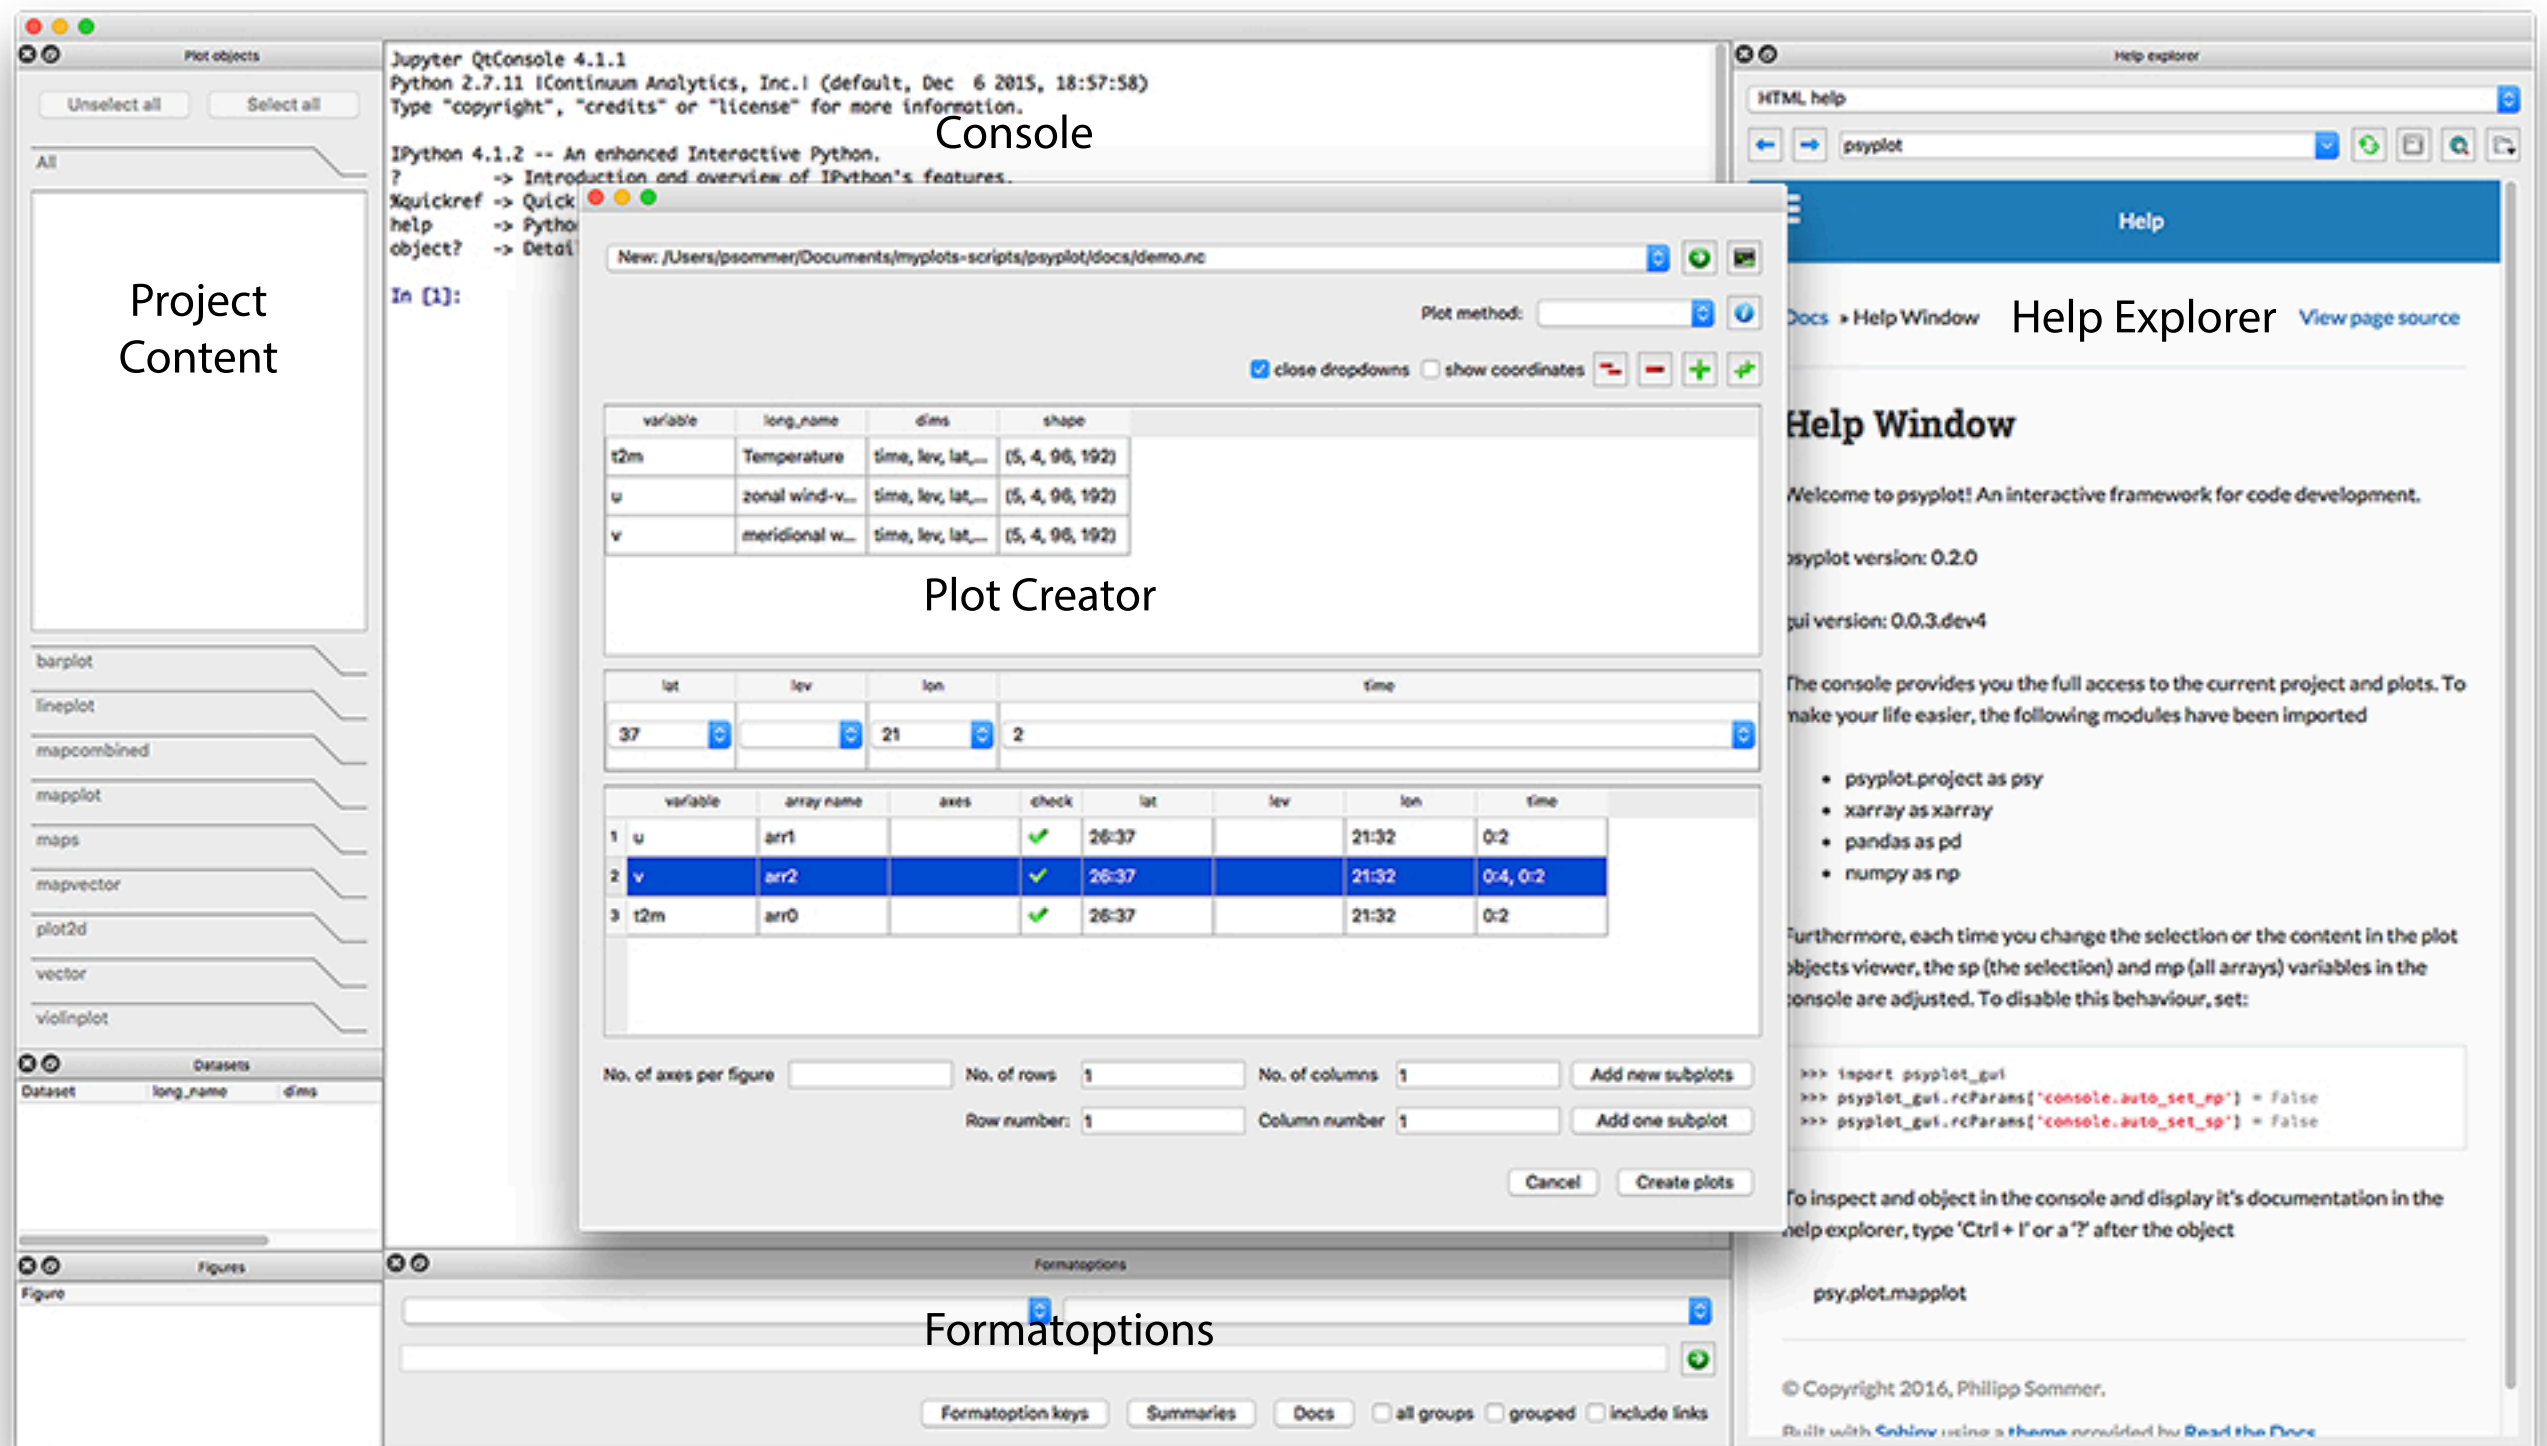 Plot objects
Unselect all
Select all
All
Project
Content
barplot
lineplot
mapcombined
mapplot
maps
mapvector
plot2d
vector
violinplot
Datasets
Dataset long_name dims
Figures
Figure
Jupyter QtConsole 4.1.1
Python 2.7.11 |Continuum Analytics, Inc.| (default, Dec  6 2015, 18:57:58)
Type "copyright", "credits" or "license" for more information.
Console
IPython 4.1.2 -- An enhanced Interactive Python.
? -> Introduction and overview of IPython's features.
%quickref -> Quick
help -> Pytho
object? -> Detai
In [1]:
New: /Users/psommer/Documents/myplots-scripts/psyplot/docs/demo.nc
Plot method:
close dropdowns show coordinates
variable long_name dims shape
t2m Temperature time, lev, lat,... (5, 4, 96, 192)
u zonal wind-v... time, lev, lat,... (5, 4, 96, 192)
v meridional w... time, lev, lat,... (5, 4, 96, 192)
Plot Creator
lat lev lon time
37 21 2
variable array name axes check lat lev lon time
1 u arr1 26:37 21:32 0:2
2 v arr2 26:37 21:32 0:4, 0:2
3 t2m arr0 26:37 21:32 0:2
No. of axes per figure No. of rows 1 No. of columns 1 Add new subplots
Row number: 1 Column number 1 Add one subplot
Cancel Create plots
Formatoptions
Formatoptions
Formatoption keys Summaries Docs all groups grouped include links
Help explorer
HTML help
psyplot
Help
Docs » Help Window Help Explorer View page source
Help Window
Welcome to psyplot! An interactive framework for code development.
psyplot version: 0.2.0
gui version: 0.0.3.dev4
The console provides you the full access to the current project and plots. To
make your life easier, the following modules have been imported
• psyplot.project as psy
• xarray as xarray
• pandas as pd
• numpy as np
Furthermore, each time you change the selection or the content in the plot
objects viewer, the sp (the selection) and mp (all arrays) variables in the
console are adjusted. To disable this behaviour, set:
>>> import psyplot_gui
>>> psyplot_gui.rcParams['console.auto_set_mp'] = False
>>> psyplot_gui.rcParams['console.auto_set_sp'] = False
To inspect and object in the console and display it's documentation in the
help explorer, type 'Ctrl + I' or a '?' after the object
psy.plot.mapplot
© Copyright 2016, Philipp Sommer.
Built with Sphinx using a theme provided by Read the Docs